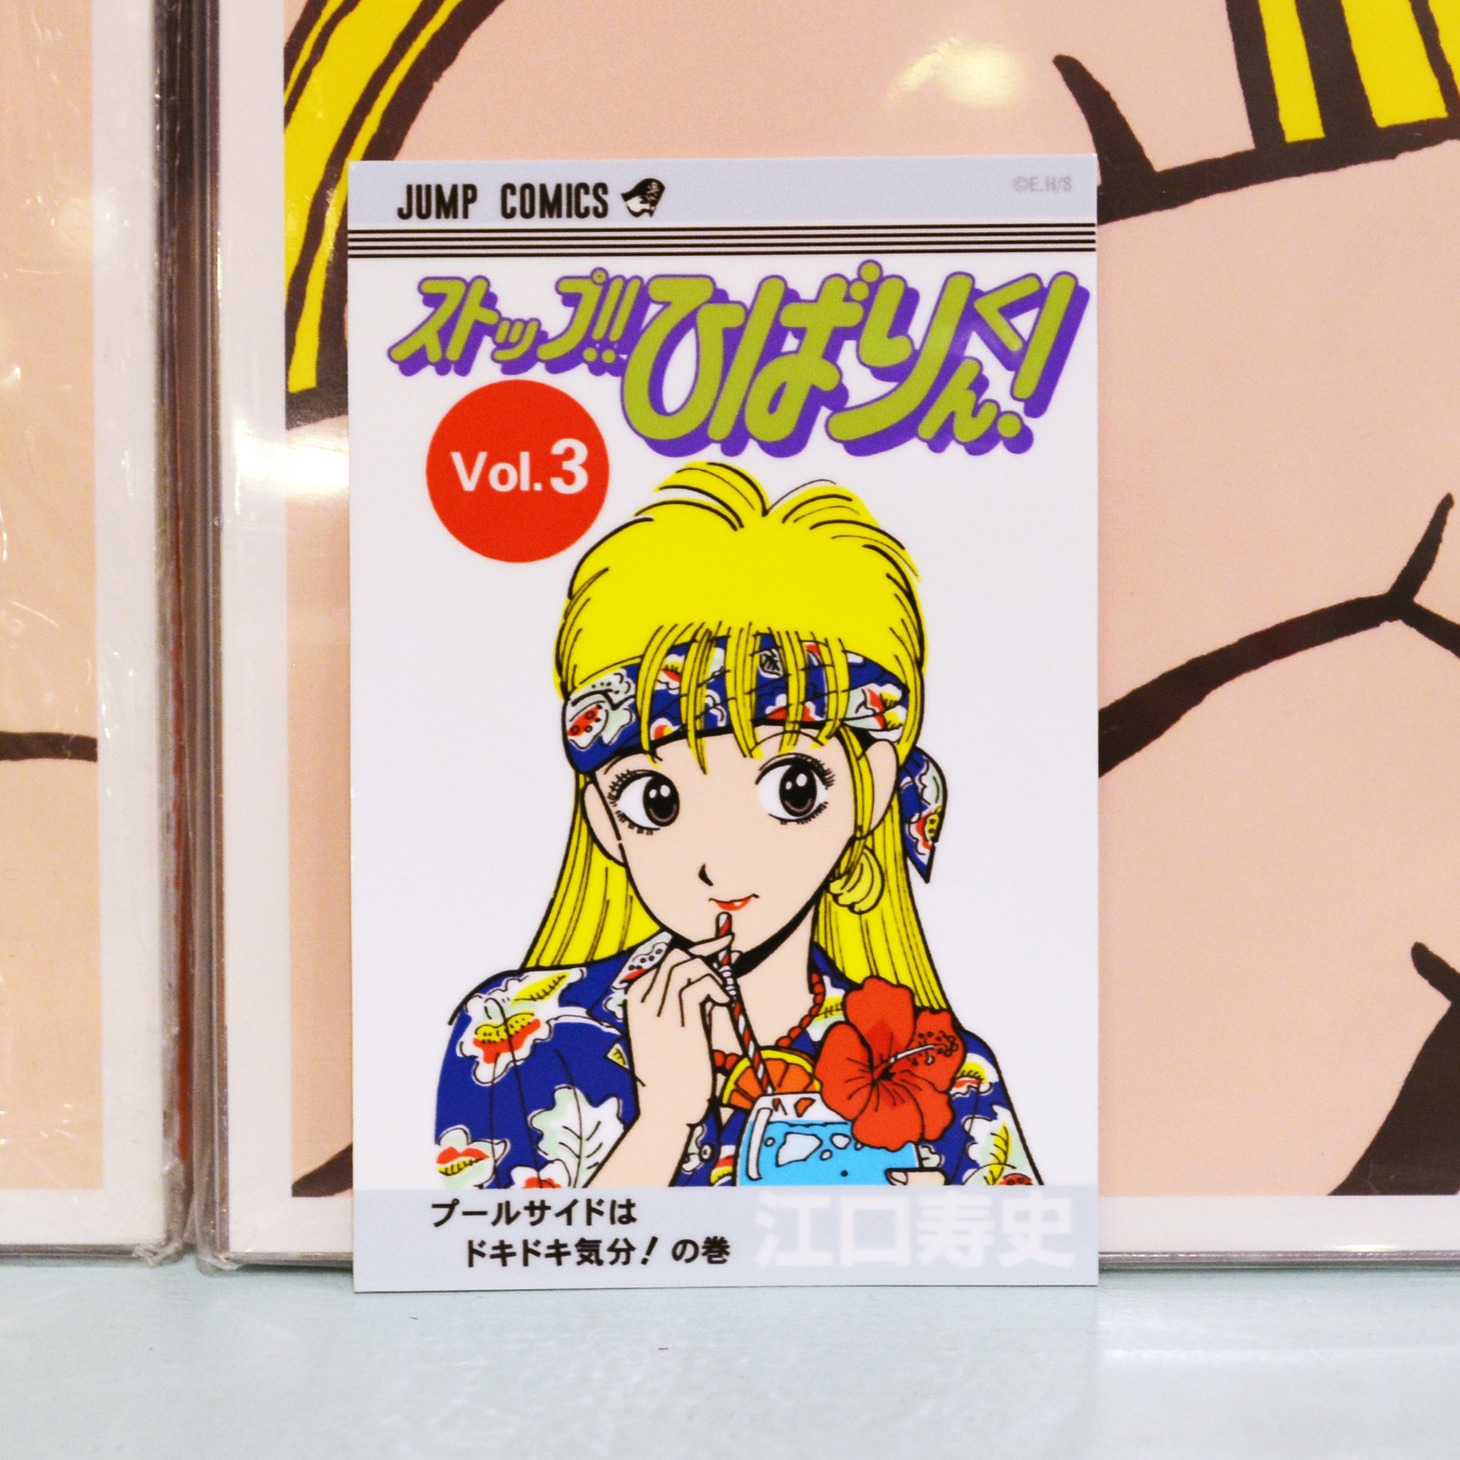 JUMP COMICS
©E.H/S
ストップ!!ひばりくん!
Vol.3
プールサイドは
ドキドキ気分！の巻
江口寿史